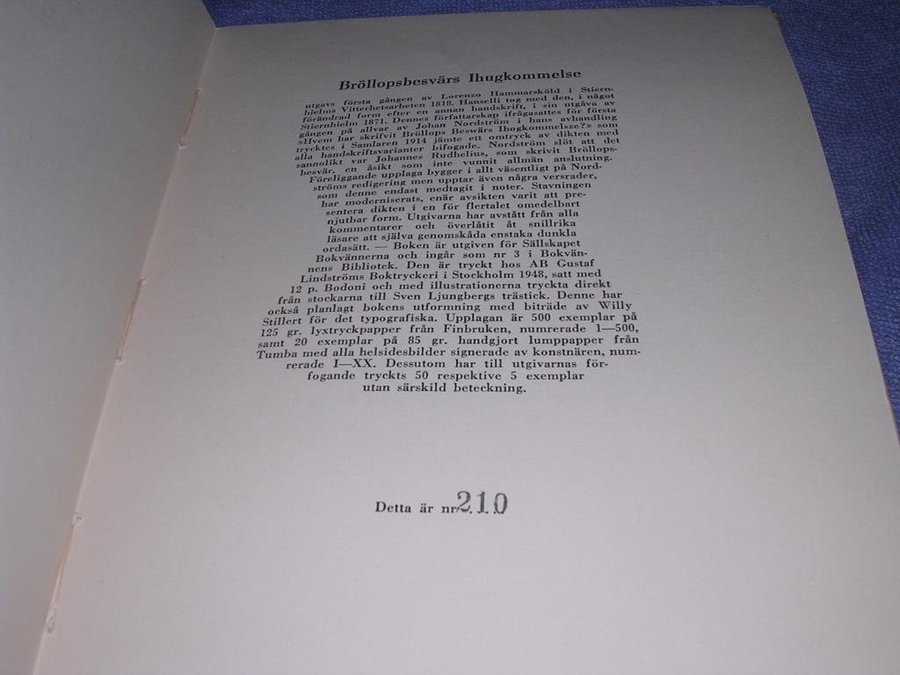 Bröllopsbesvärs Ihugkommelse
utgavs första gången av Lorenzo Hammarsköld i Stiern-
hielms Vitterhetsarbeten 1818. Hanselli tog med den, i något
förändrad form efter en annan handskrift, i sin utgåva av
Stiernhielm 1871. Dennes författarskap ifrågasattes för första
gången på allvar av Johan Nordström i hans avhandling
»Hvem har skrifvit Bröllops Beswärs Ihogkommelsze?» som
trycktes i Samlaren 1914 jämte ett omtryck av dikten med
alla handskriftsvarianter bifogade. Nordström slöt att det
sannolikt var Johannes Rudhelius, som skrivit Bröllops-
besvär, en åsikt som inte vunnit allmän anslutning.
Föreliggande upplaga bygger i allt väsentligt på Nord-
ströms redigering men upptar även några versrader,
som denne endast medtagit i noter. Stavningen
har moderniserats, enär avsikten varit att pre-
sentera dikten i en för flertalet omedelbart
njutbar form. Utgivarna har avstått från alla
kommentarer och överlåtit åt snillrika
läsare att själva genomskåda enstaka dunkla
ordasätt. — Boken är utgiven för Sällskapet
Bokvännerna och ingår som nr 3 i Bokvän-
nens Bibliotek. Den är tryckt hos AB Gustaf
Lindströms Boktryckeri i Stockholm 1948, satt med
12 p. Bodoni och med illustrationerna tryckta direkt
från stockarna till Sven Ljungbergs trästick. Denne har
också planlagt bokens utformning med biträde av Willy
Stillert för det typografiska. Upplagan är 500 exemplar på
125 gr. lyxtryckpapper från Finbruken, numrerade 1—500,
samt 20 exemplar på 85 gr. handgjort lumppapper från
Tumba med alla helsidesbilder signerade av konstnären, num-
rerade I—XX. Dessutom har till utgivarnas för-
fogande tryckts 50 respektive 5 exemplar
utan särskild beteckning.
Detta är nr 210